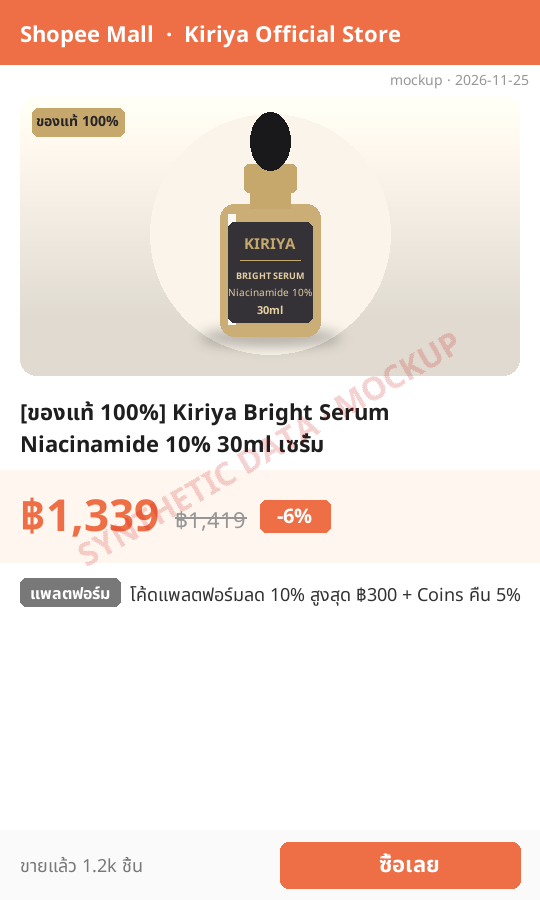 Shopee Mall · Kiriya Official Store
mockup · 2026-11-25
ของแท้ 100%
KIRIYA
BRIGHT SERUM
Niacinamide 10%
30ml
[ของแท้ 100%] Kiriya Bright Serum
Niacinamide 10% 30ml เซรั่ม
฿1,339 ฿1,419 -6%
SYNTHETIC DATA · MOCKUP
แพลตฟอร์ม โค้ดแพลตฟอร์มลด 10% สูงสุด ฿300 + Coins คืน 5%
ขายแล้ว 1.2k ชิ้น
ซื้อเลย